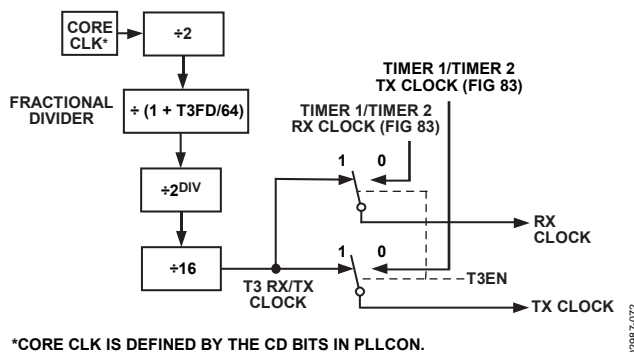 CORE
CLK*
÷2
TIMER 1/TIMER 2
TX CLOCK (FIG 83)
FRACTIONAL
DIVIDER
÷ (1 + T3FD/64)
TIMER 1/TIMER 2
RX CLOCK (FIG 83)
1 0
÷2DIV
RX
CLOCK
1 0
÷16
T3 RX/TX
CLOCK
T3EN
TX CLOCK
*CORE CLK IS DEFINED BY THE CD BITS IN PLLCON.
02987-072